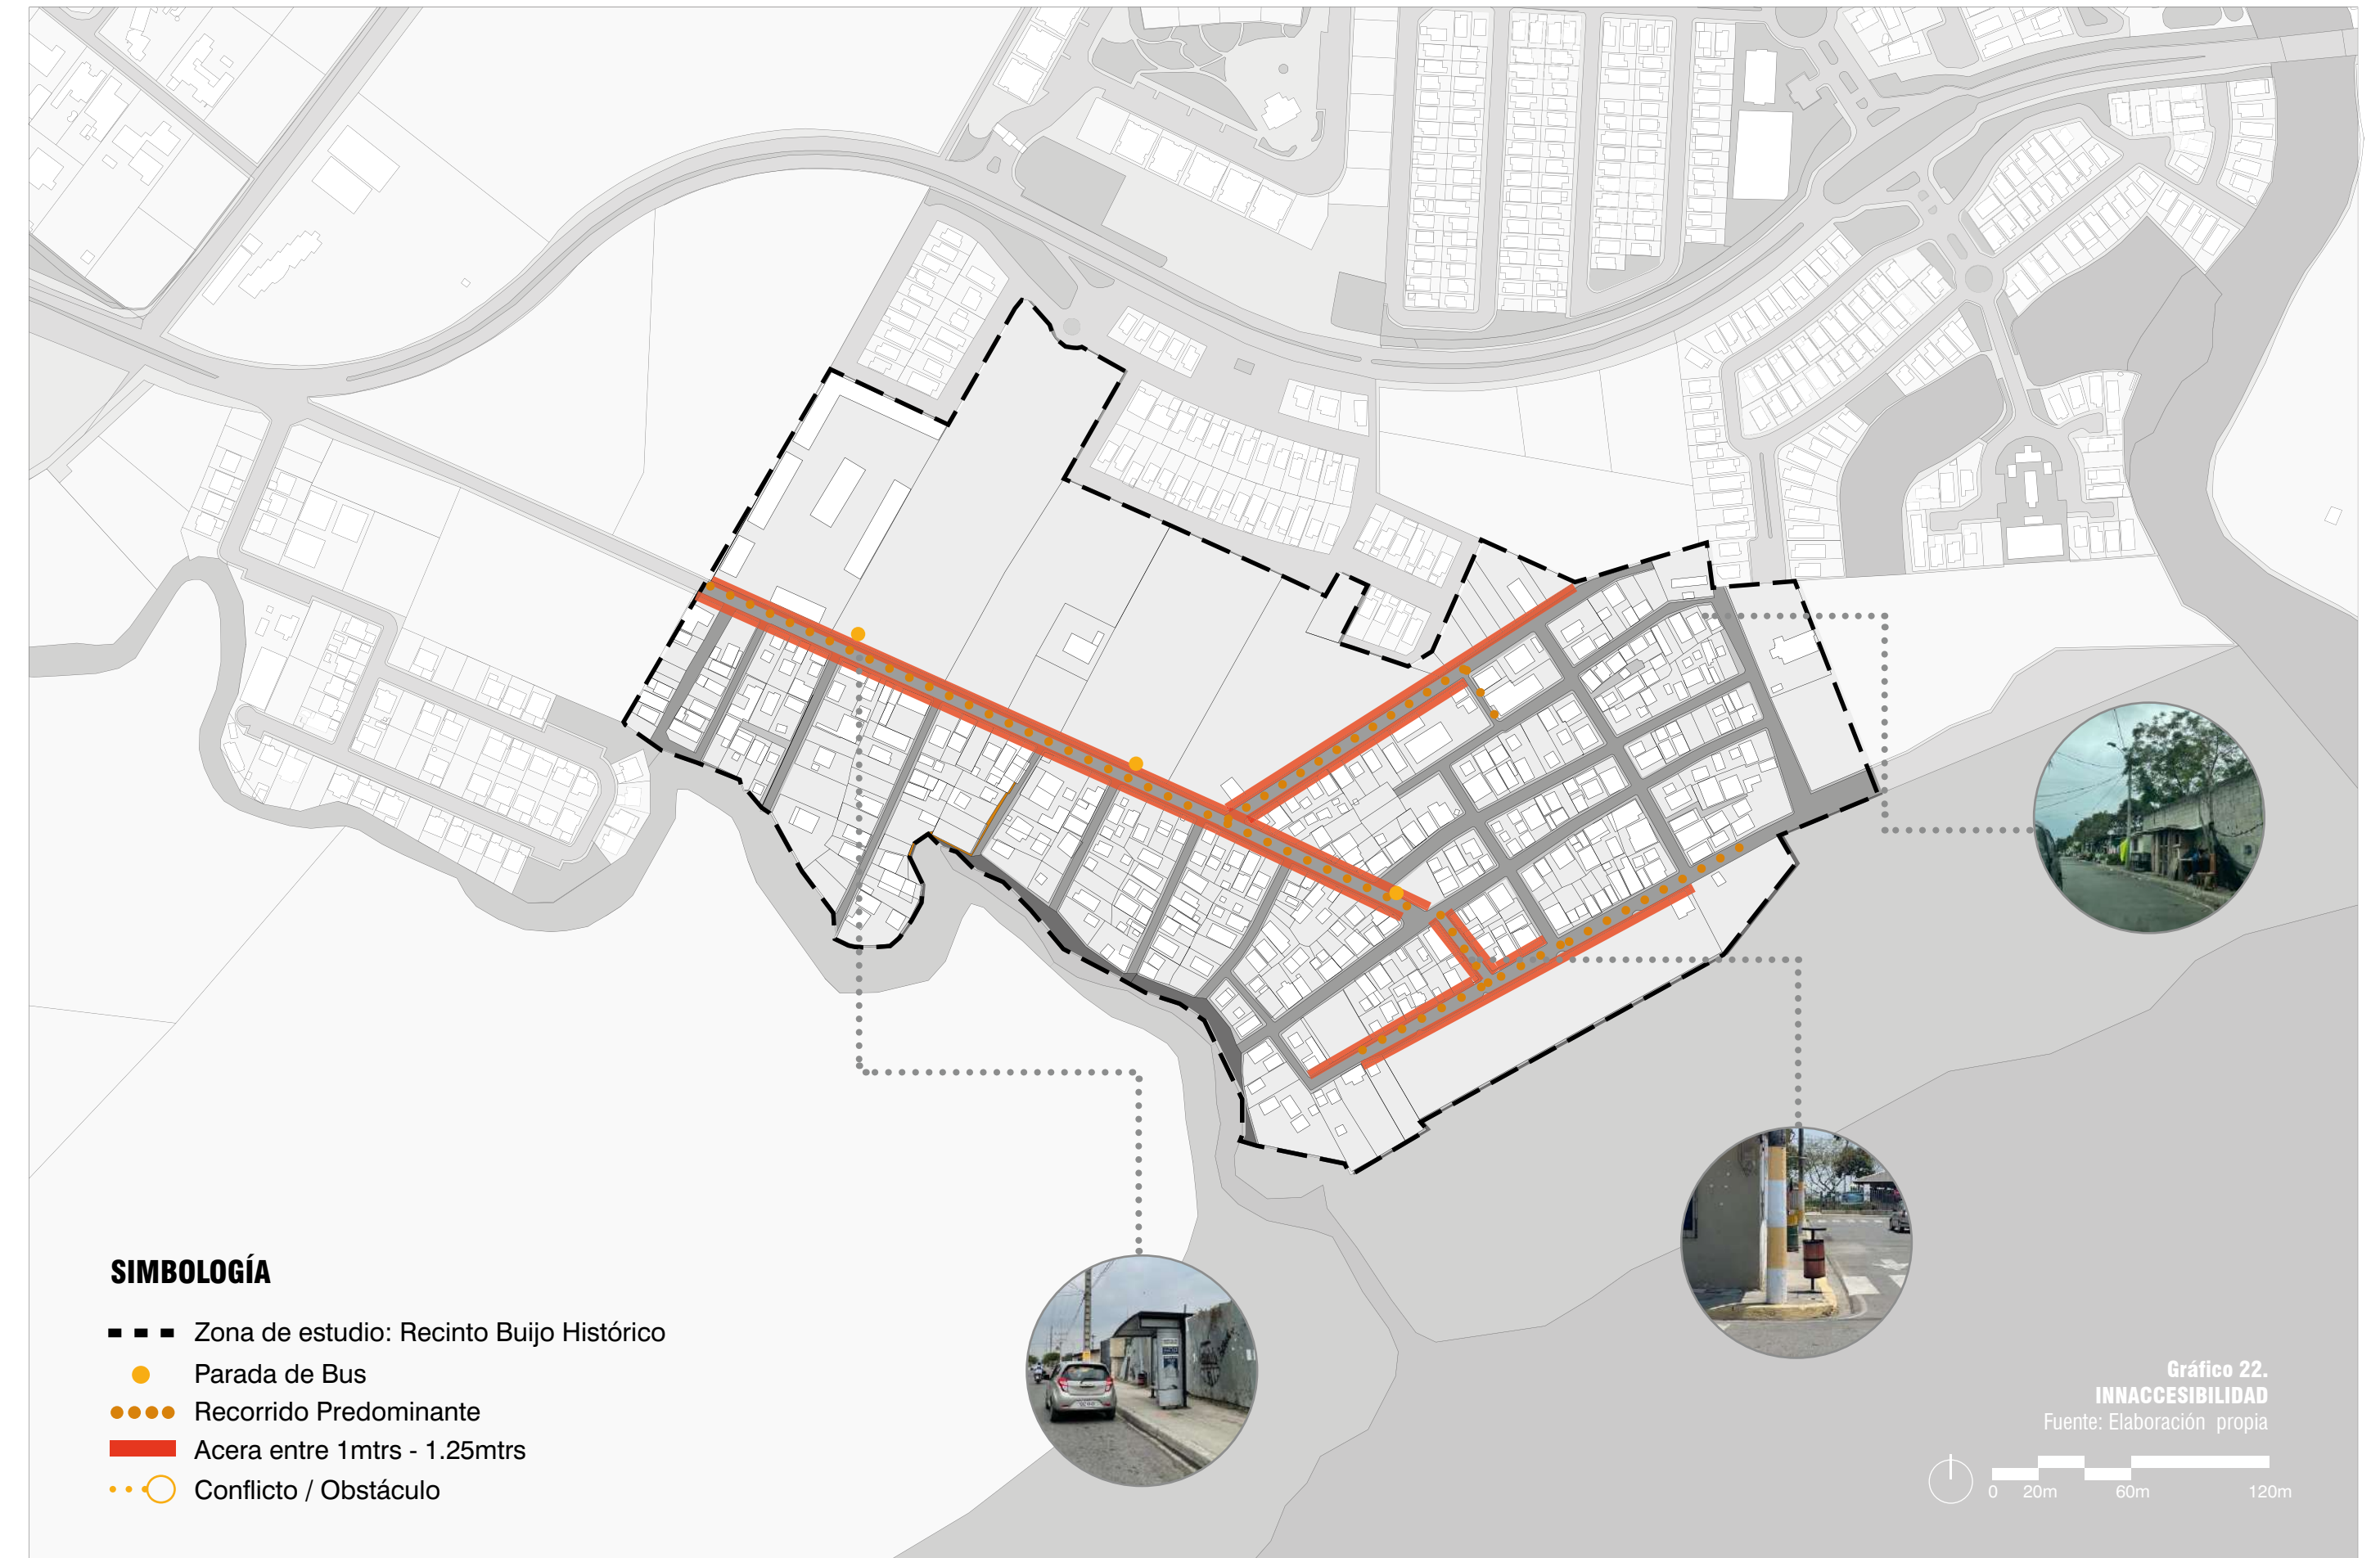 SIMBOLOGÍA
Zona de estudio: Recinto Buijo Histórico
Parada de Bus
Recorrido Predominante
Acera entre 1mtrs - 1.25mtrs
Conflicto / Obstáculo
Gráfico 22.
INNACCESIBILIDAD
Fuente: Elaboración propia
0 20m 60m 120m